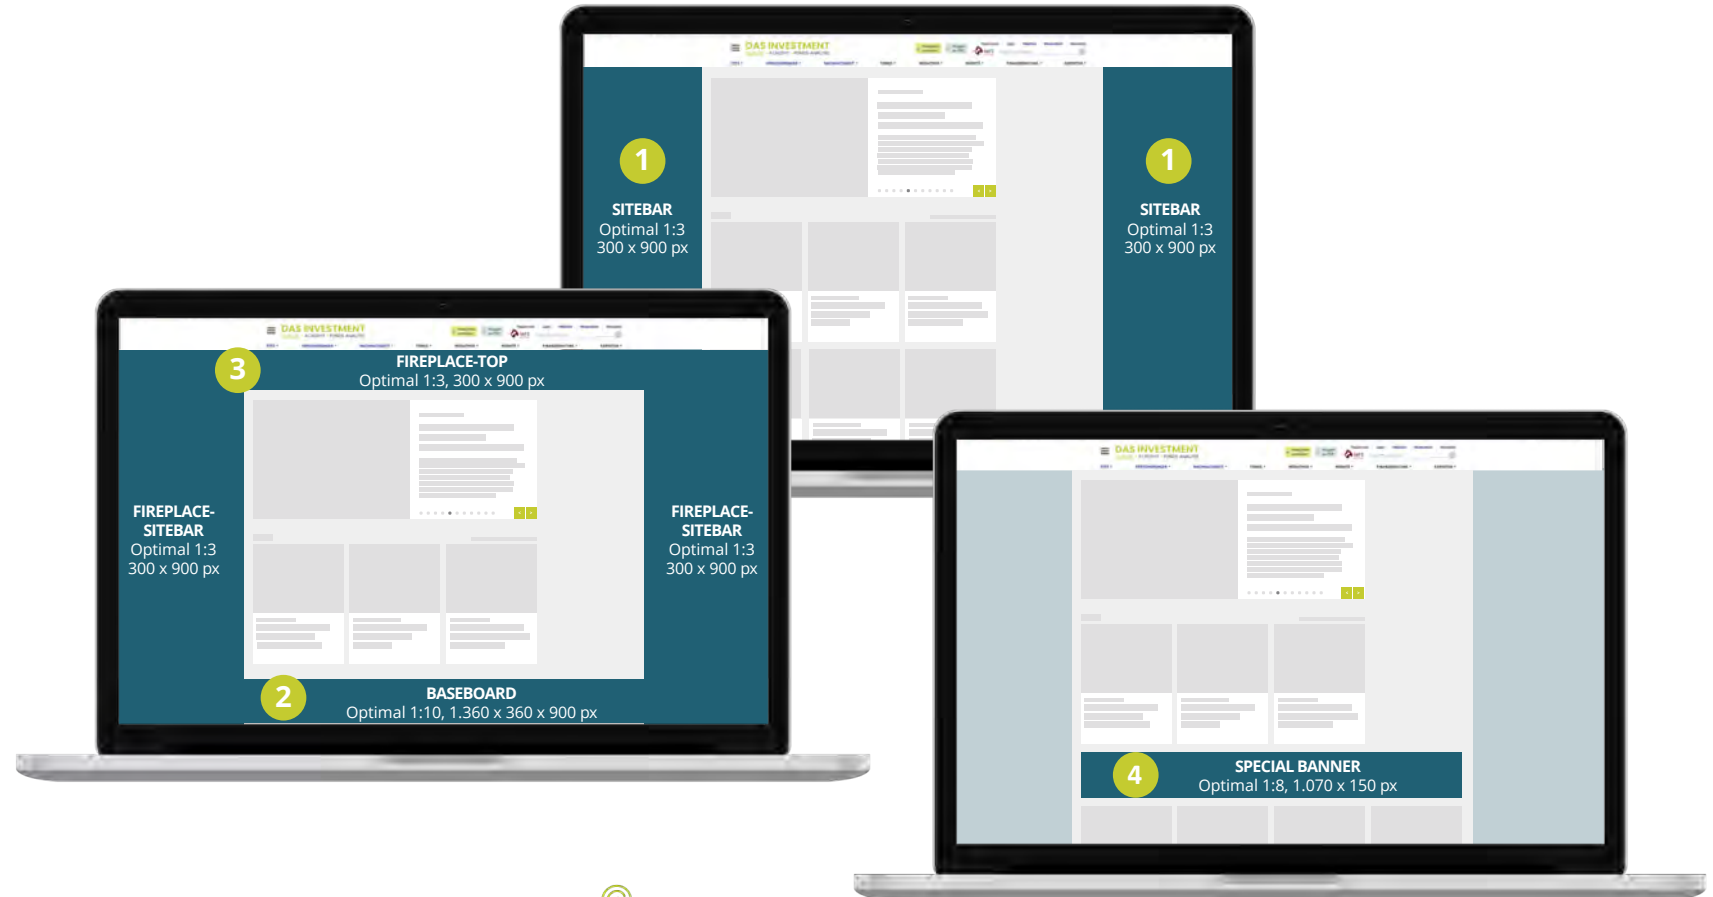 DAS INVESTMENT
1
SITEBAR
Optimal 1:3
300 x 900 px
1
SITEBAR
Optimal 1:3
300 x 900 px
DAS INVESTMENT
3
FIREPLACE-TOP
Optimal 1:3, 300 x 900 px
FIREPLACE-
SITEBAR
Optimal 1:3
300 x 900 px
FIREPLACE-
SITEBAR
Optimal 1:3
300 x 900 px
2
BASEBOARD
Optimal 1:10, 1.360 x 360 x 900 px
DAS INVESTMENT
4
SPECIAL BANNER
Optimal 1:8, 1.070 x 150 px